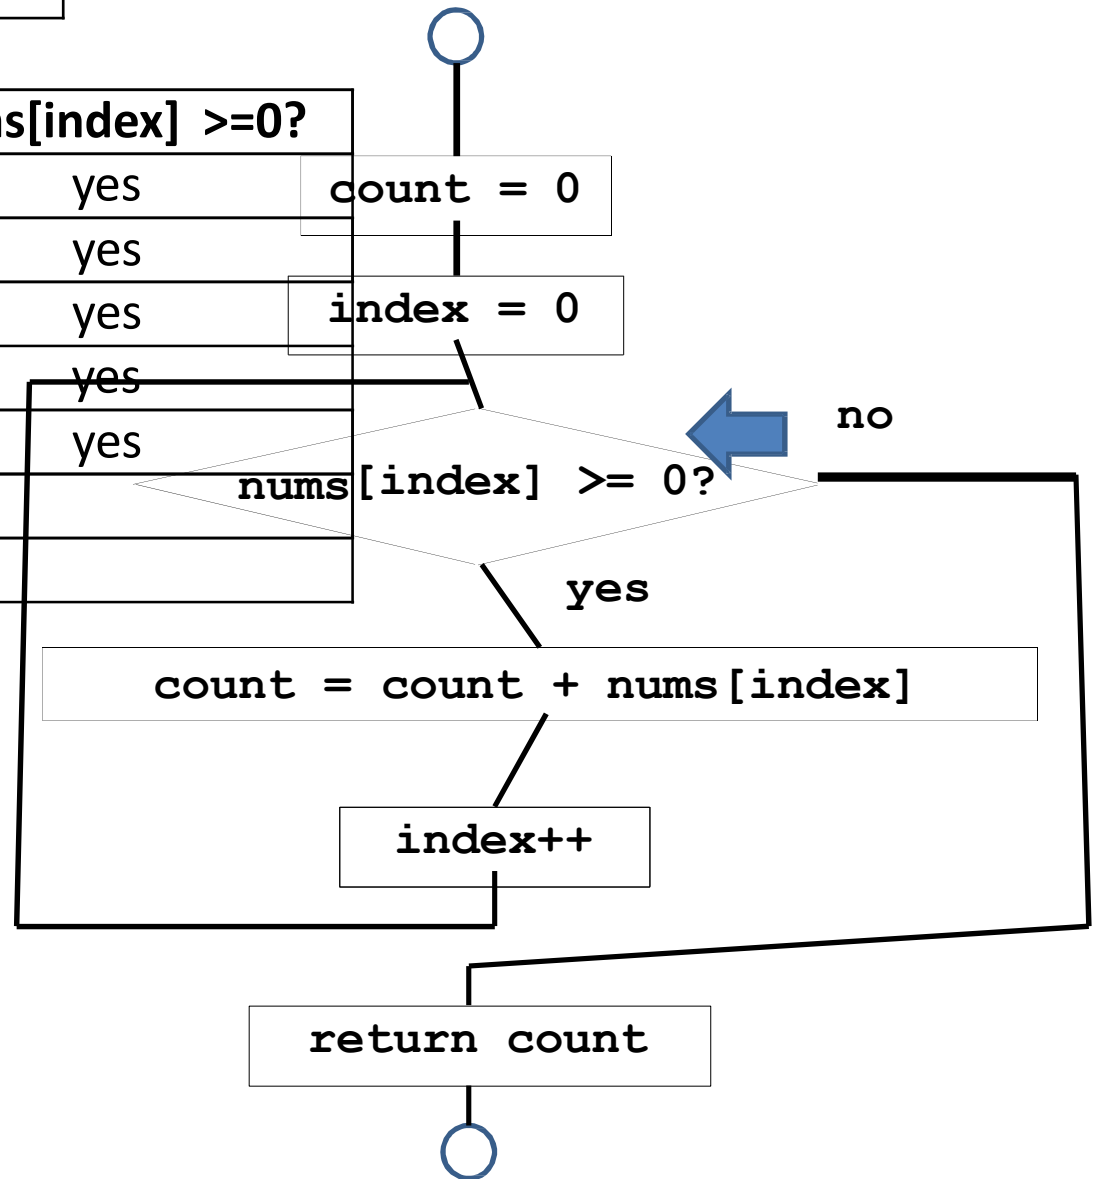 s[index] >=0?
yes
yes
yes
yes
yes
count = 0
index = 0
no
nums[index] >= 0?
yes
count = count + nums[index]
index++
return count